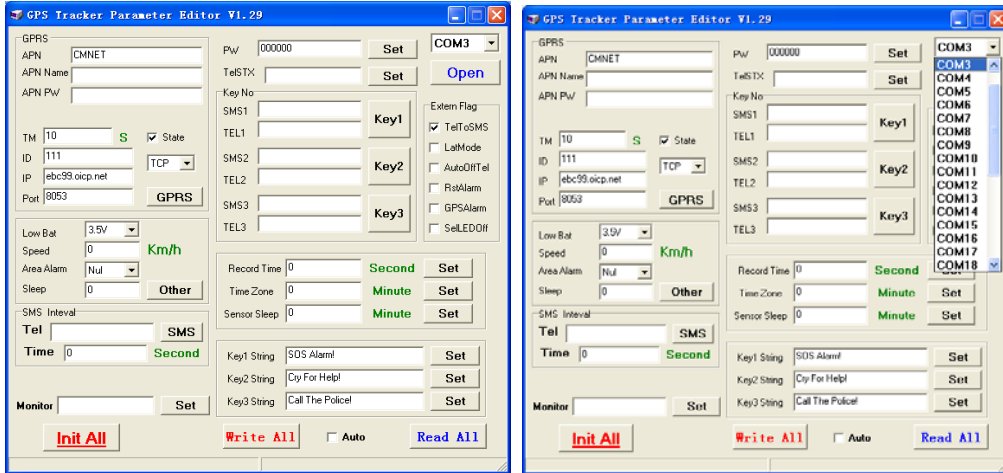 GPS Tracker Parameter Editor V1.29
GPRS
APN CMNET
APN Name
APN PW
TM 10 S State
ID 111 TCP
IP ebc99.oicp.net
Port 8053 GPRS
Low Bat 3.5V
Speed 0 Km/h
Area Alarm Nul
Sleep 0 Other
SMS Inteval
Tel SMS
Time 0 Second
Monitor Set
PW 000000 Set
TelSTX Set
Key No
SMS1
TEL1
Key1
SMS2
TEL2
Key2
SMS3
TEL3
Key3
Record Time 0 Second Set
Time Zone 0 Minute Set
Sensor Sleep 0 Minute Set
Key1 String SOS Alarm! Set
Key2 String Cry For Help! Set
Key3 String Call The Police! Set
COM3
Open
Extern Flag
TelToSMS
LatMode
AutoOffTel
RstAlarm
GPSAlarm
SelLEDOff
Init All Write All Auto Read All
GPS Tracker Parameter Editor V1.29
GPRS
APN CMNET
APN Name
APN PW
TM 10 S State
ID 111 TCP
IP ebc99.oicp.net
Port 8053 GPRS
Low Bat 3.5V
Speed 0 Km/h
Area Alarm Nul
Sleep 0 Other
SMS Inteval
Tel SMS
Time 0 Second
Monitor Set
PW 000000 Set
TelSTX Set
Key No
SMS1
TEL1
Key1
SMS2
TEL2
Key2
SMS3
TEL3
Key3
Record Time 0 Second
Time Zone 0 Minute Set
Sensor Sleep 0 Minute Set
Key1 String SOS Alarm! Set
Key2 String Cry For Help! Set
Key3 String Call The Police! Set
COM3
COM3
COM4
COM5
COM6
COM7
COM8
COM9
COM10
COM11
COM12
COM13
COM14
COM15
COM16
COM17
COM18
Init All Write All Auto Read All